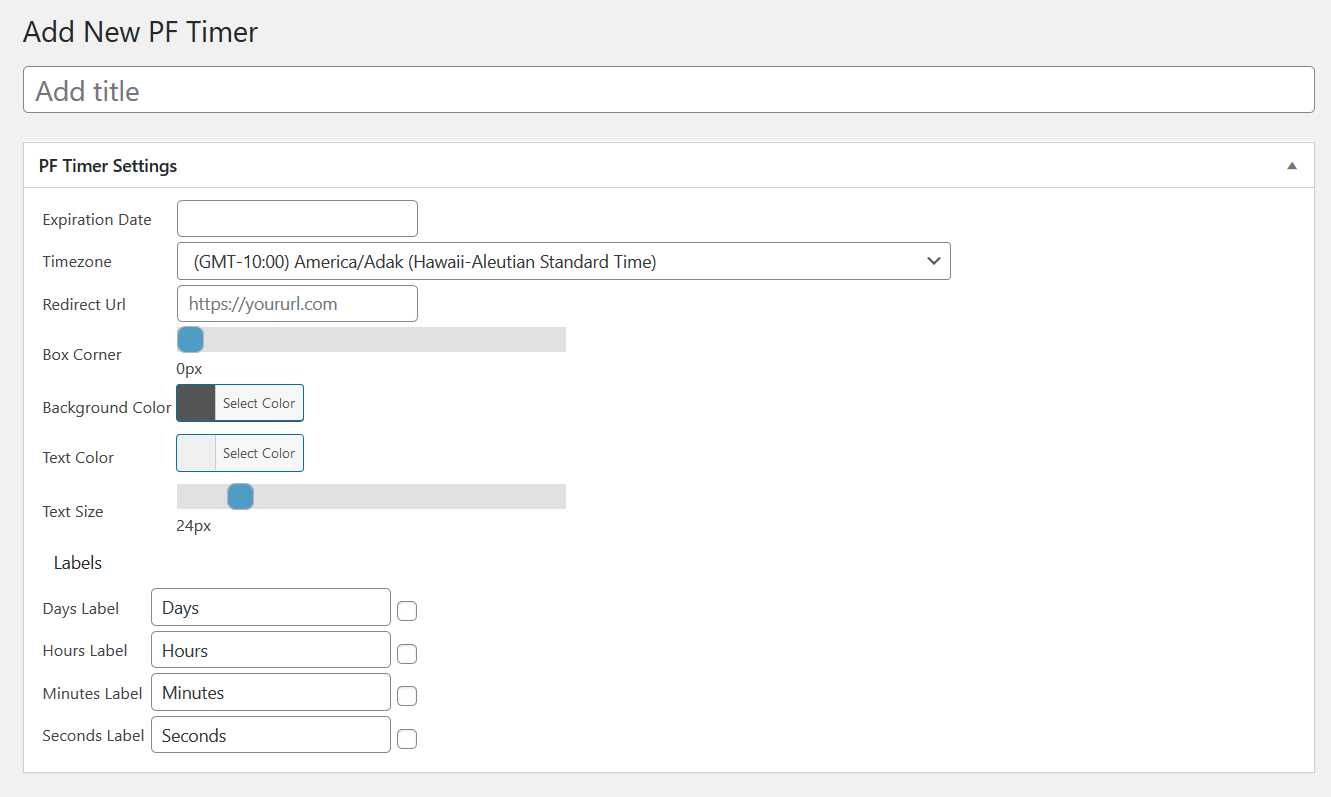 Add New PF Timer
Add title
PF Timer Settings
Expiration Date
Timezone (GMT-10:00) America/Adak (Hawaii-Aleutian Standard Time)
Redirect Url https://yoururl.com
Box Corner
0px
Background Color Select Color
Text Color Select Color
Text Size
24px
Labels
Days Label Days
Hours Label Hours
Minutes Label Minutes
Seconds Label Seconds